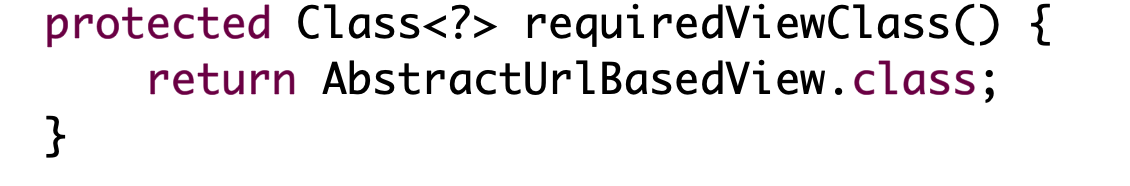 protected Class<?> requiredViewClass() {
    return AbstractUrlBasedView.class;
}